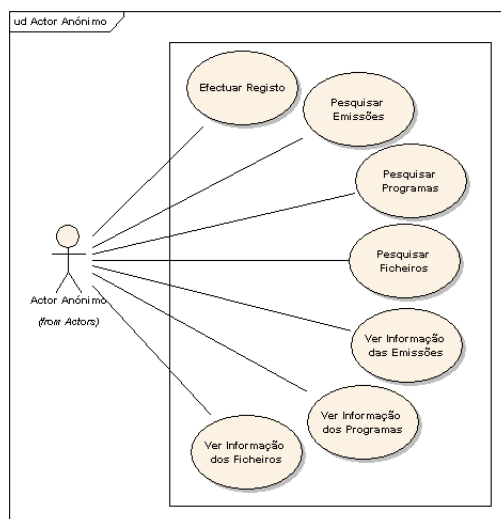 ud Actor Anónimo
Efectuar Registo
Pesquisar
Emissões
Pesquisar
Programas
Pesquisar
Ficheiros
Actor Anónimo
(from Actors)
Ver Informação
das Emissões
Ver Informação
dos Programas
Ver Informação
dos Ficheiros